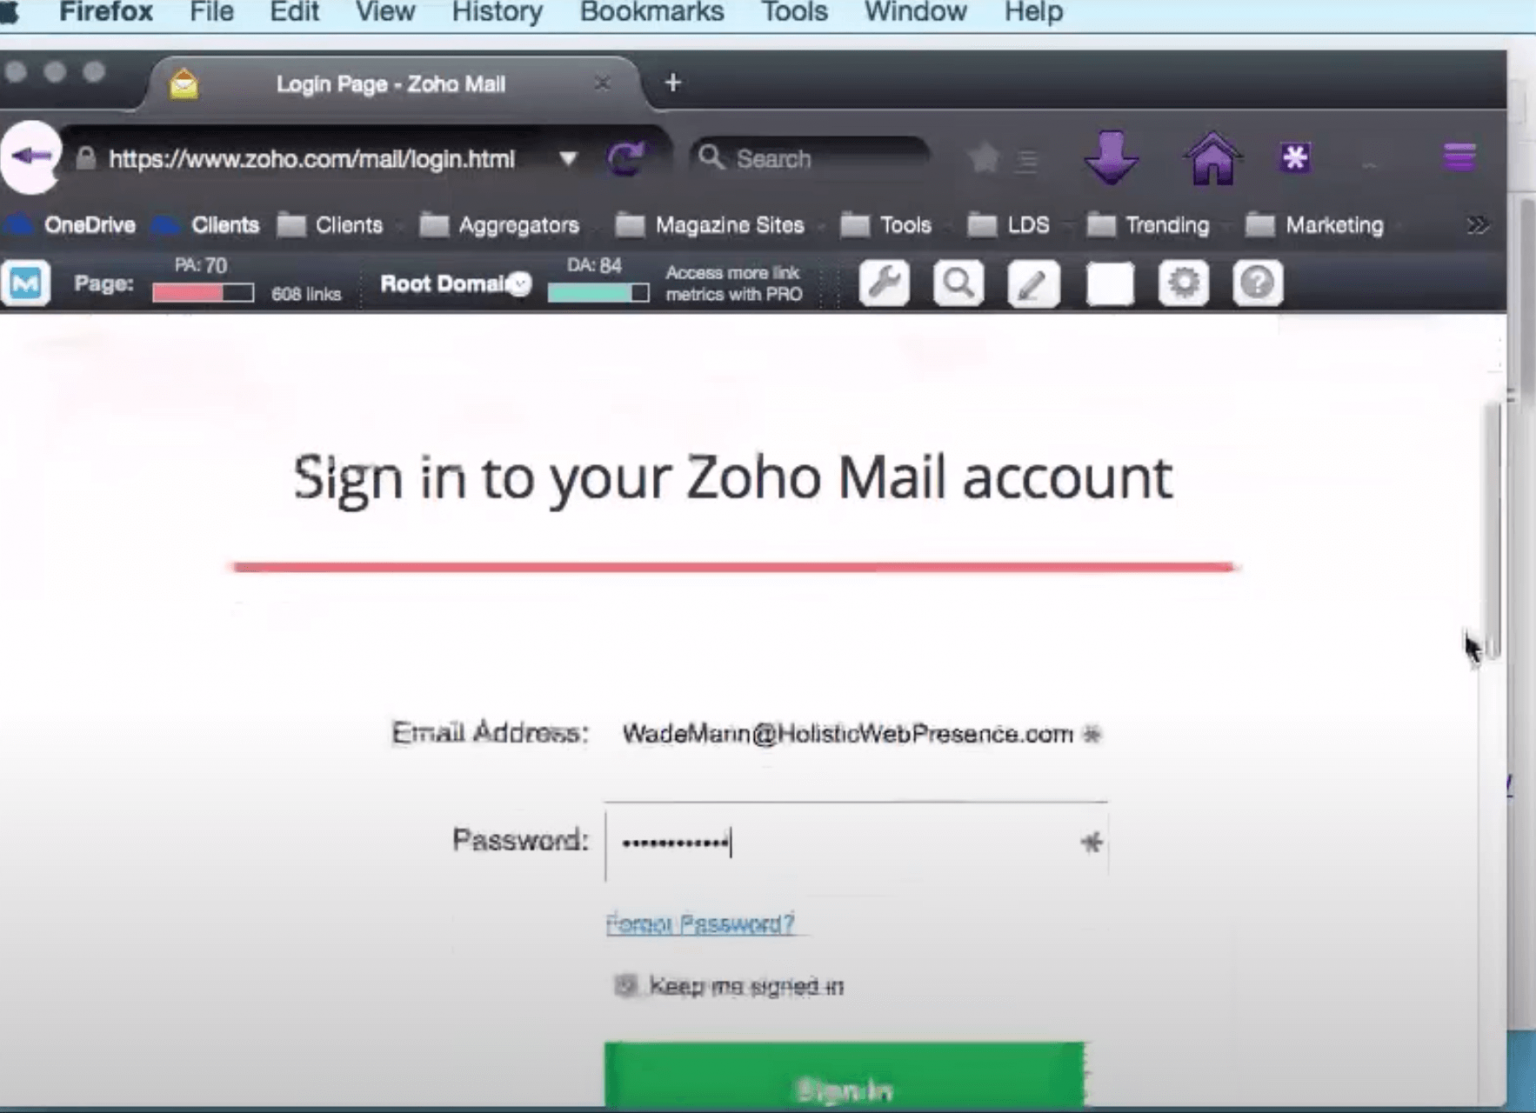 Firefox File Edit View History Bookmarks Tools Window Help
Login Page - Zoho Mail × +
https://www.zoho.com/mail/login.html Search
OneDrive Clients Clients Aggregators Magazine Sites Tools LDS Trending Marketing »
Page: PA: 70 608 links Root Domain DA: 84 Access more link
metrics with PRO
Sign in to your Zoho Mail account
Email Address: WadeMarin@HolisticWebPresence.com
Password: ••••••••••••
Forgot Password?
Keep me signed in
Sign In